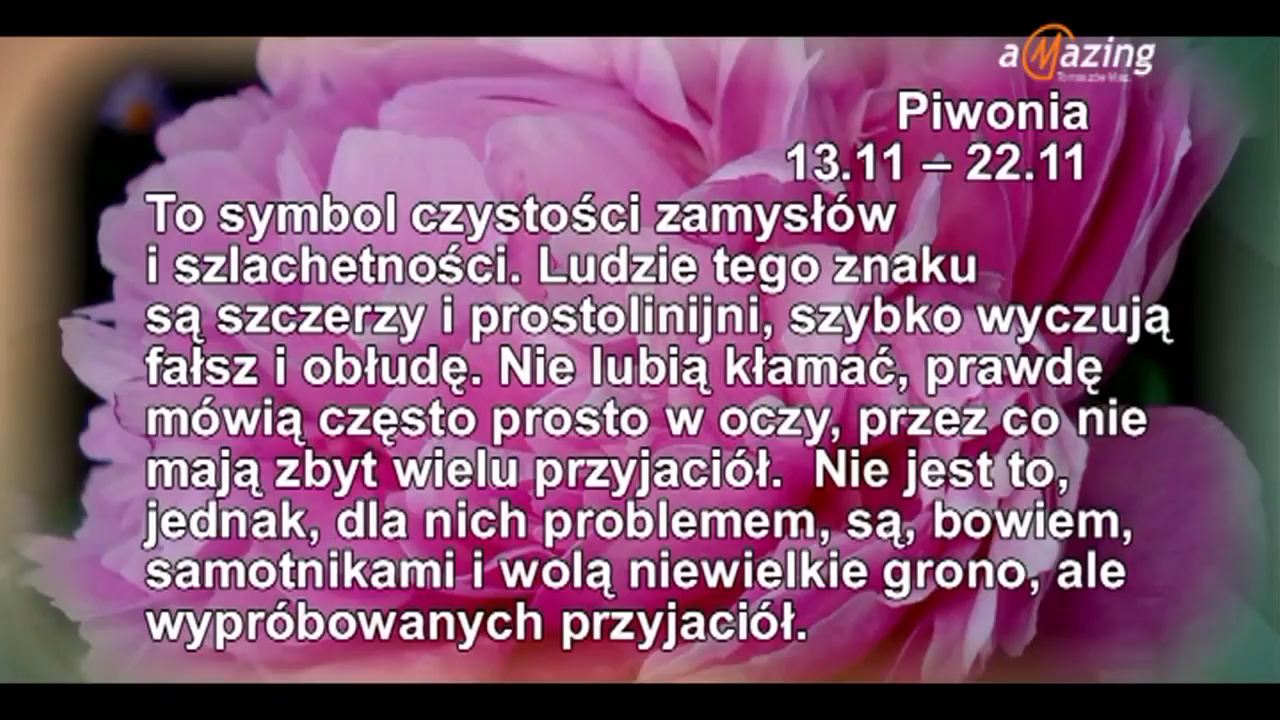 aMazing
Tomaszów Maz.
Piwonia
13.11 – 22.11
To symbol czystości zamysłów
i szlachetności. Ludzie tego znaku
są szczerzy i prostolinijni, szybko wyczują
fałsz i obłudę. Nie lubią kłamać, prawdę
mówią często prosto w oczy, przez co nie
mają zbyt wielu przyjaciół.  Nie jest to,
jednak, dla nich problemem, są, bowiem,
samotnikami i wolą niewielkie grono, ale
wypróbowanych przyjaciół.